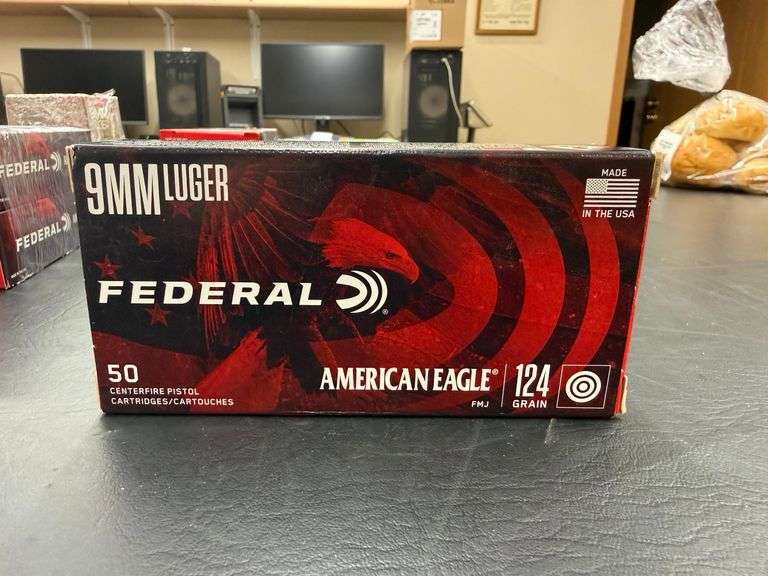 9MM LUGER
MADE
IN THE USA
FEDERAL
®
50
CENTERFIRE PISTOL
CARTRIDGES/CARTOUCHES
AMERICAN EAGLE®
FMJ
124
GRAIN
FEDERAL
FEDERAL